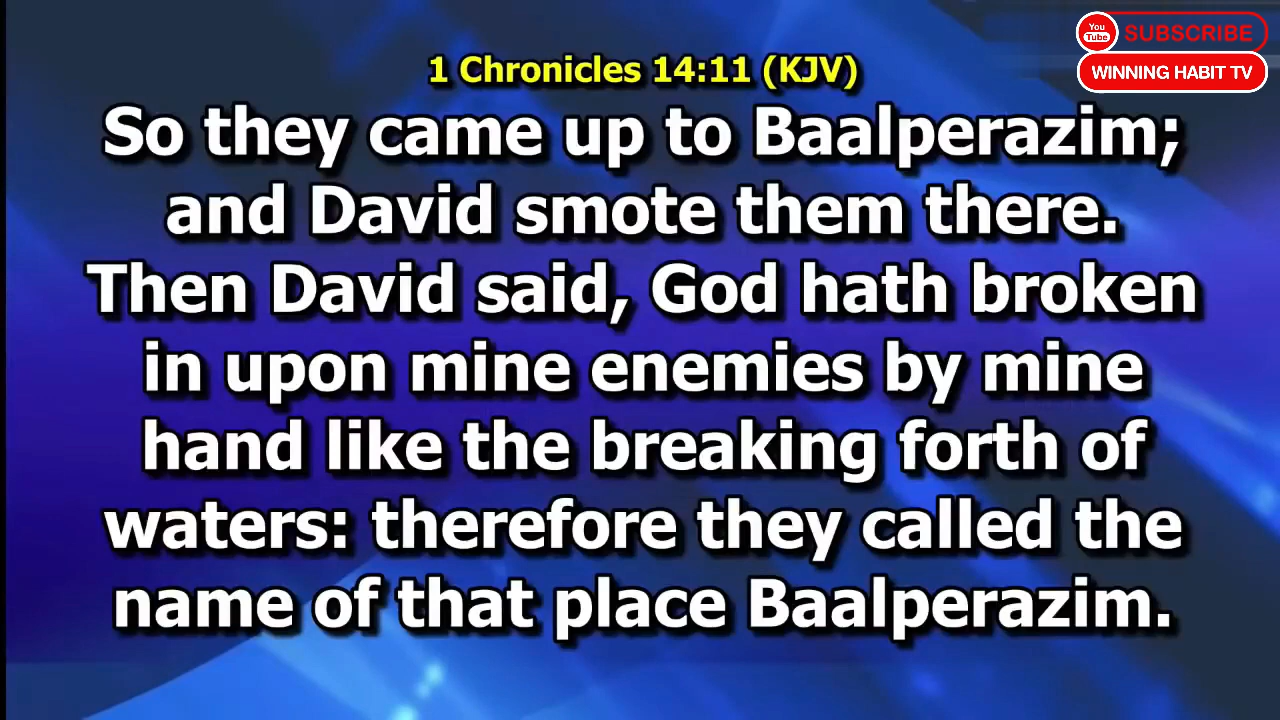 You
Tube
SUBSCRIBE
WINNING HABIT TV
1 Chronicles 14:11 (KJV)
So they came up to Baalperazim;
and David smote them there.
Then David said, God hath broken
in upon mine enemies by mine
hand like the breaking forth of
waters: therefore they called the
name of that place Baalperazim.